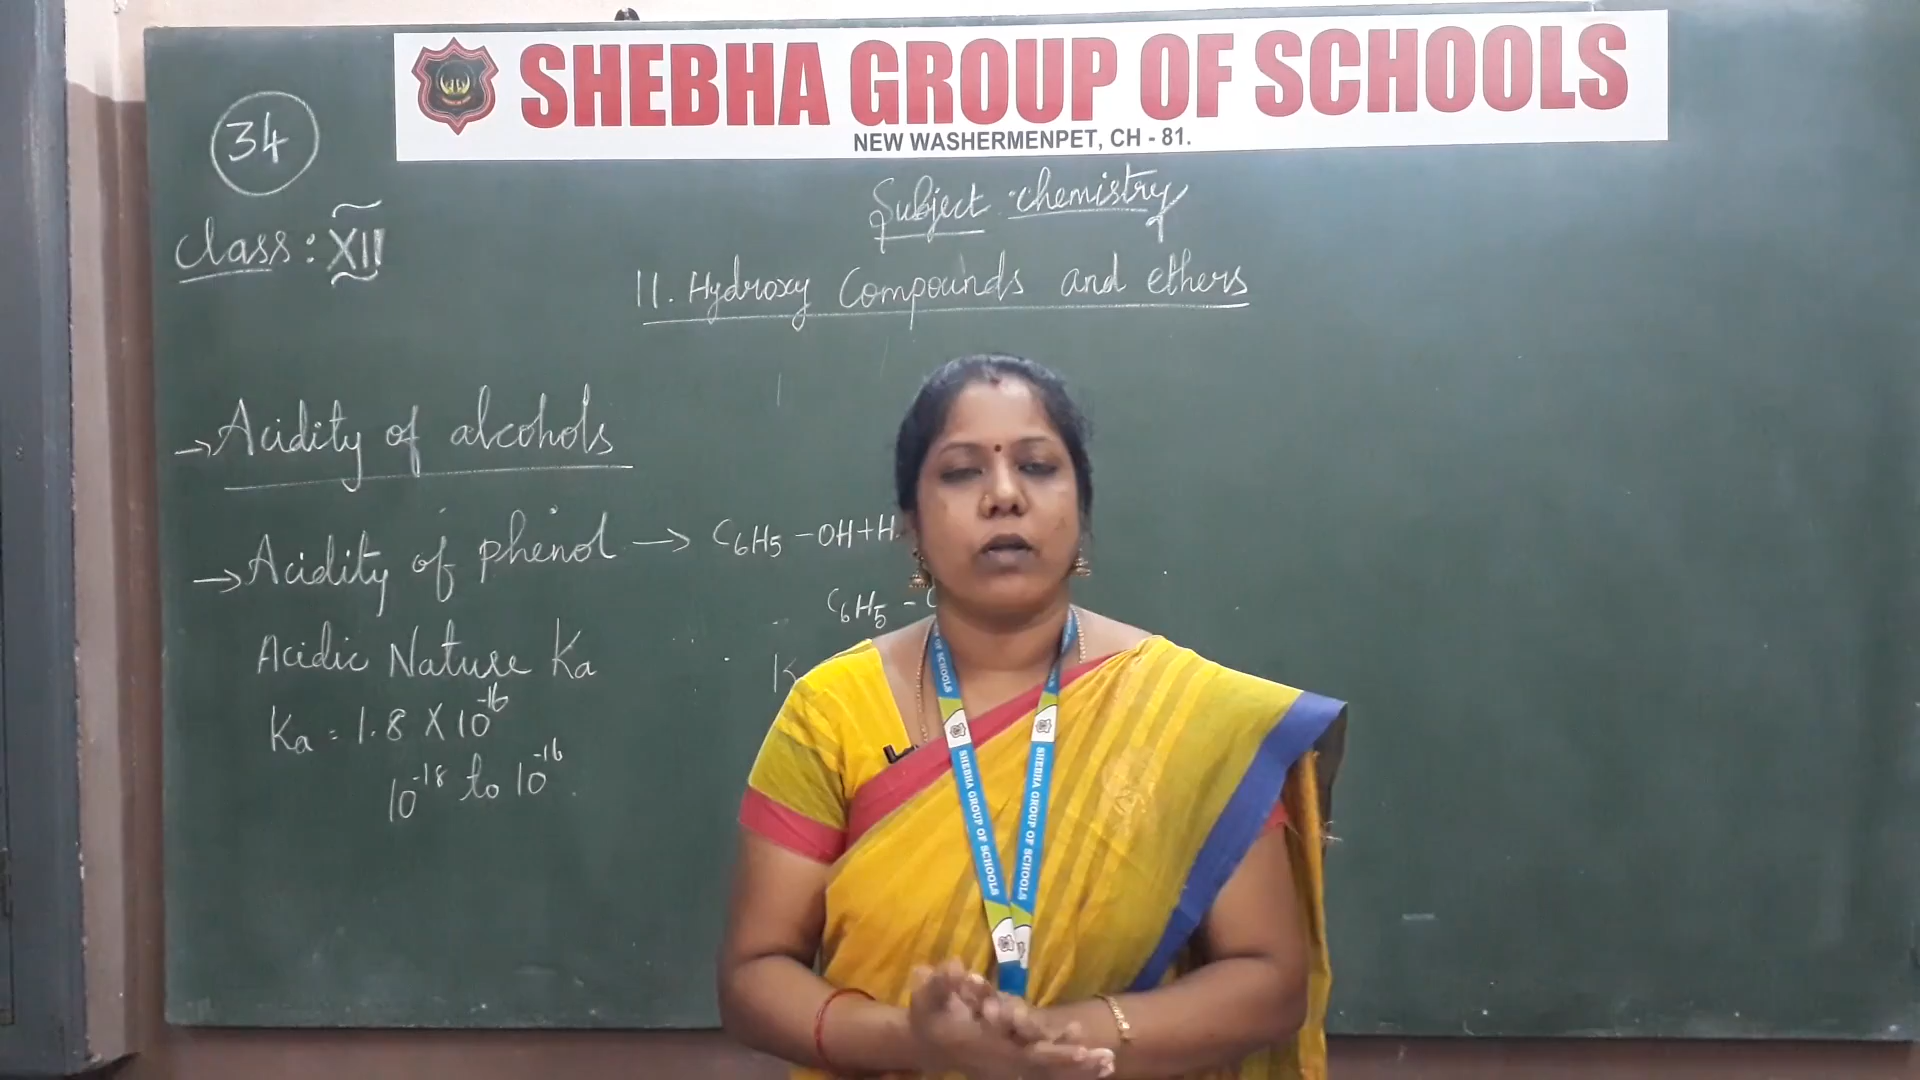 SHEBHA GROUP OF SCHOOLS
NEW WASHERMENPET, CH - 81.
34
Subject : chemistry
Class : XII
11. Hydroxy Compounds and ethers
→ Acidity of alcohols
→ Acidity of phenol → C6H5 - OH + H
C6H5 -
Acidic Nature Ka
K
Ka = 1.8 X 10^-16
10^-18 to 10^-16.
OF SCHOOLS
SHEBHA GROUP OF SCHOOLS
SHEBHA GROUP OF SCHOOLS